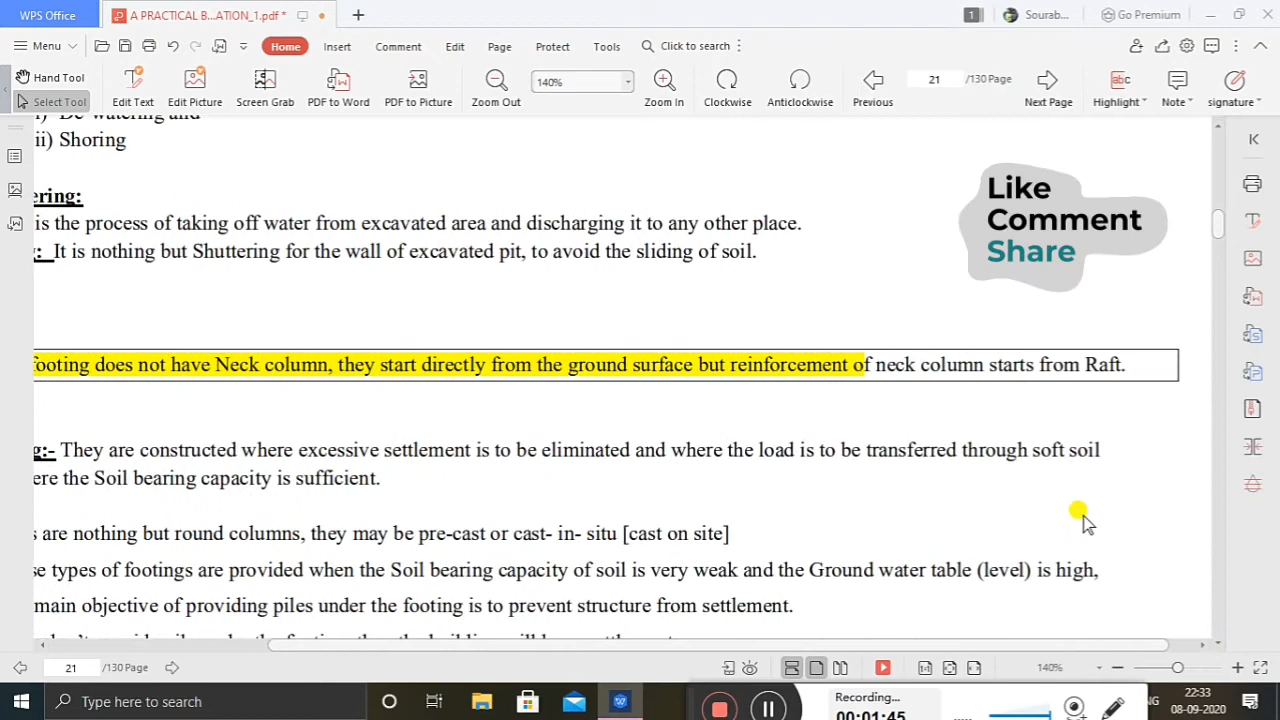 WPS Office
A PRACTICAL B...ATION_1.pdf *
1
Sourab...
Go Premium
Menu
Home
Insert
Comment
Edit
Page
Protect
Tools
Click to search
Hand Tool
Select Tool
Edit Text
Edit Picture
Screen Grab
PDF to Word
PDF to Picture
Zoom Out
140%
Zoom In
Clockwise
Anticlockwise
Previous
21
/130 Page
Next Page
Highlight
Note
signature
i) De watering and
ii) Shoring
ering:
is the process of taking off water from excavated area and discharging it to any other place.
: It is nothing but Shuttering for the wall of excavated pit, to avoid the sliding of soil.
Like
Comment
Share
footing does not have Neck column, they start directly from the ground surface but reinforcement of neck column starts from Raft.
g:- They are constructed where excessive settlement is to be eliminated and where the load is to be transferred through soft soil
ere the Soil bearing capacity is sufficient.
s are nothing but round columns, they may be pre-cast or cast- in- situ [cast on site]
se types of footings are provided when the Soil bearing capacity of soil is very weak and the Ground water table (level) is high,
main objective of providing piles under the footing is to prevent structure from settlement.
21
/130 Page
140%
Type here to search
Recording...
00:01:45
NG
22:33
08-09-2020